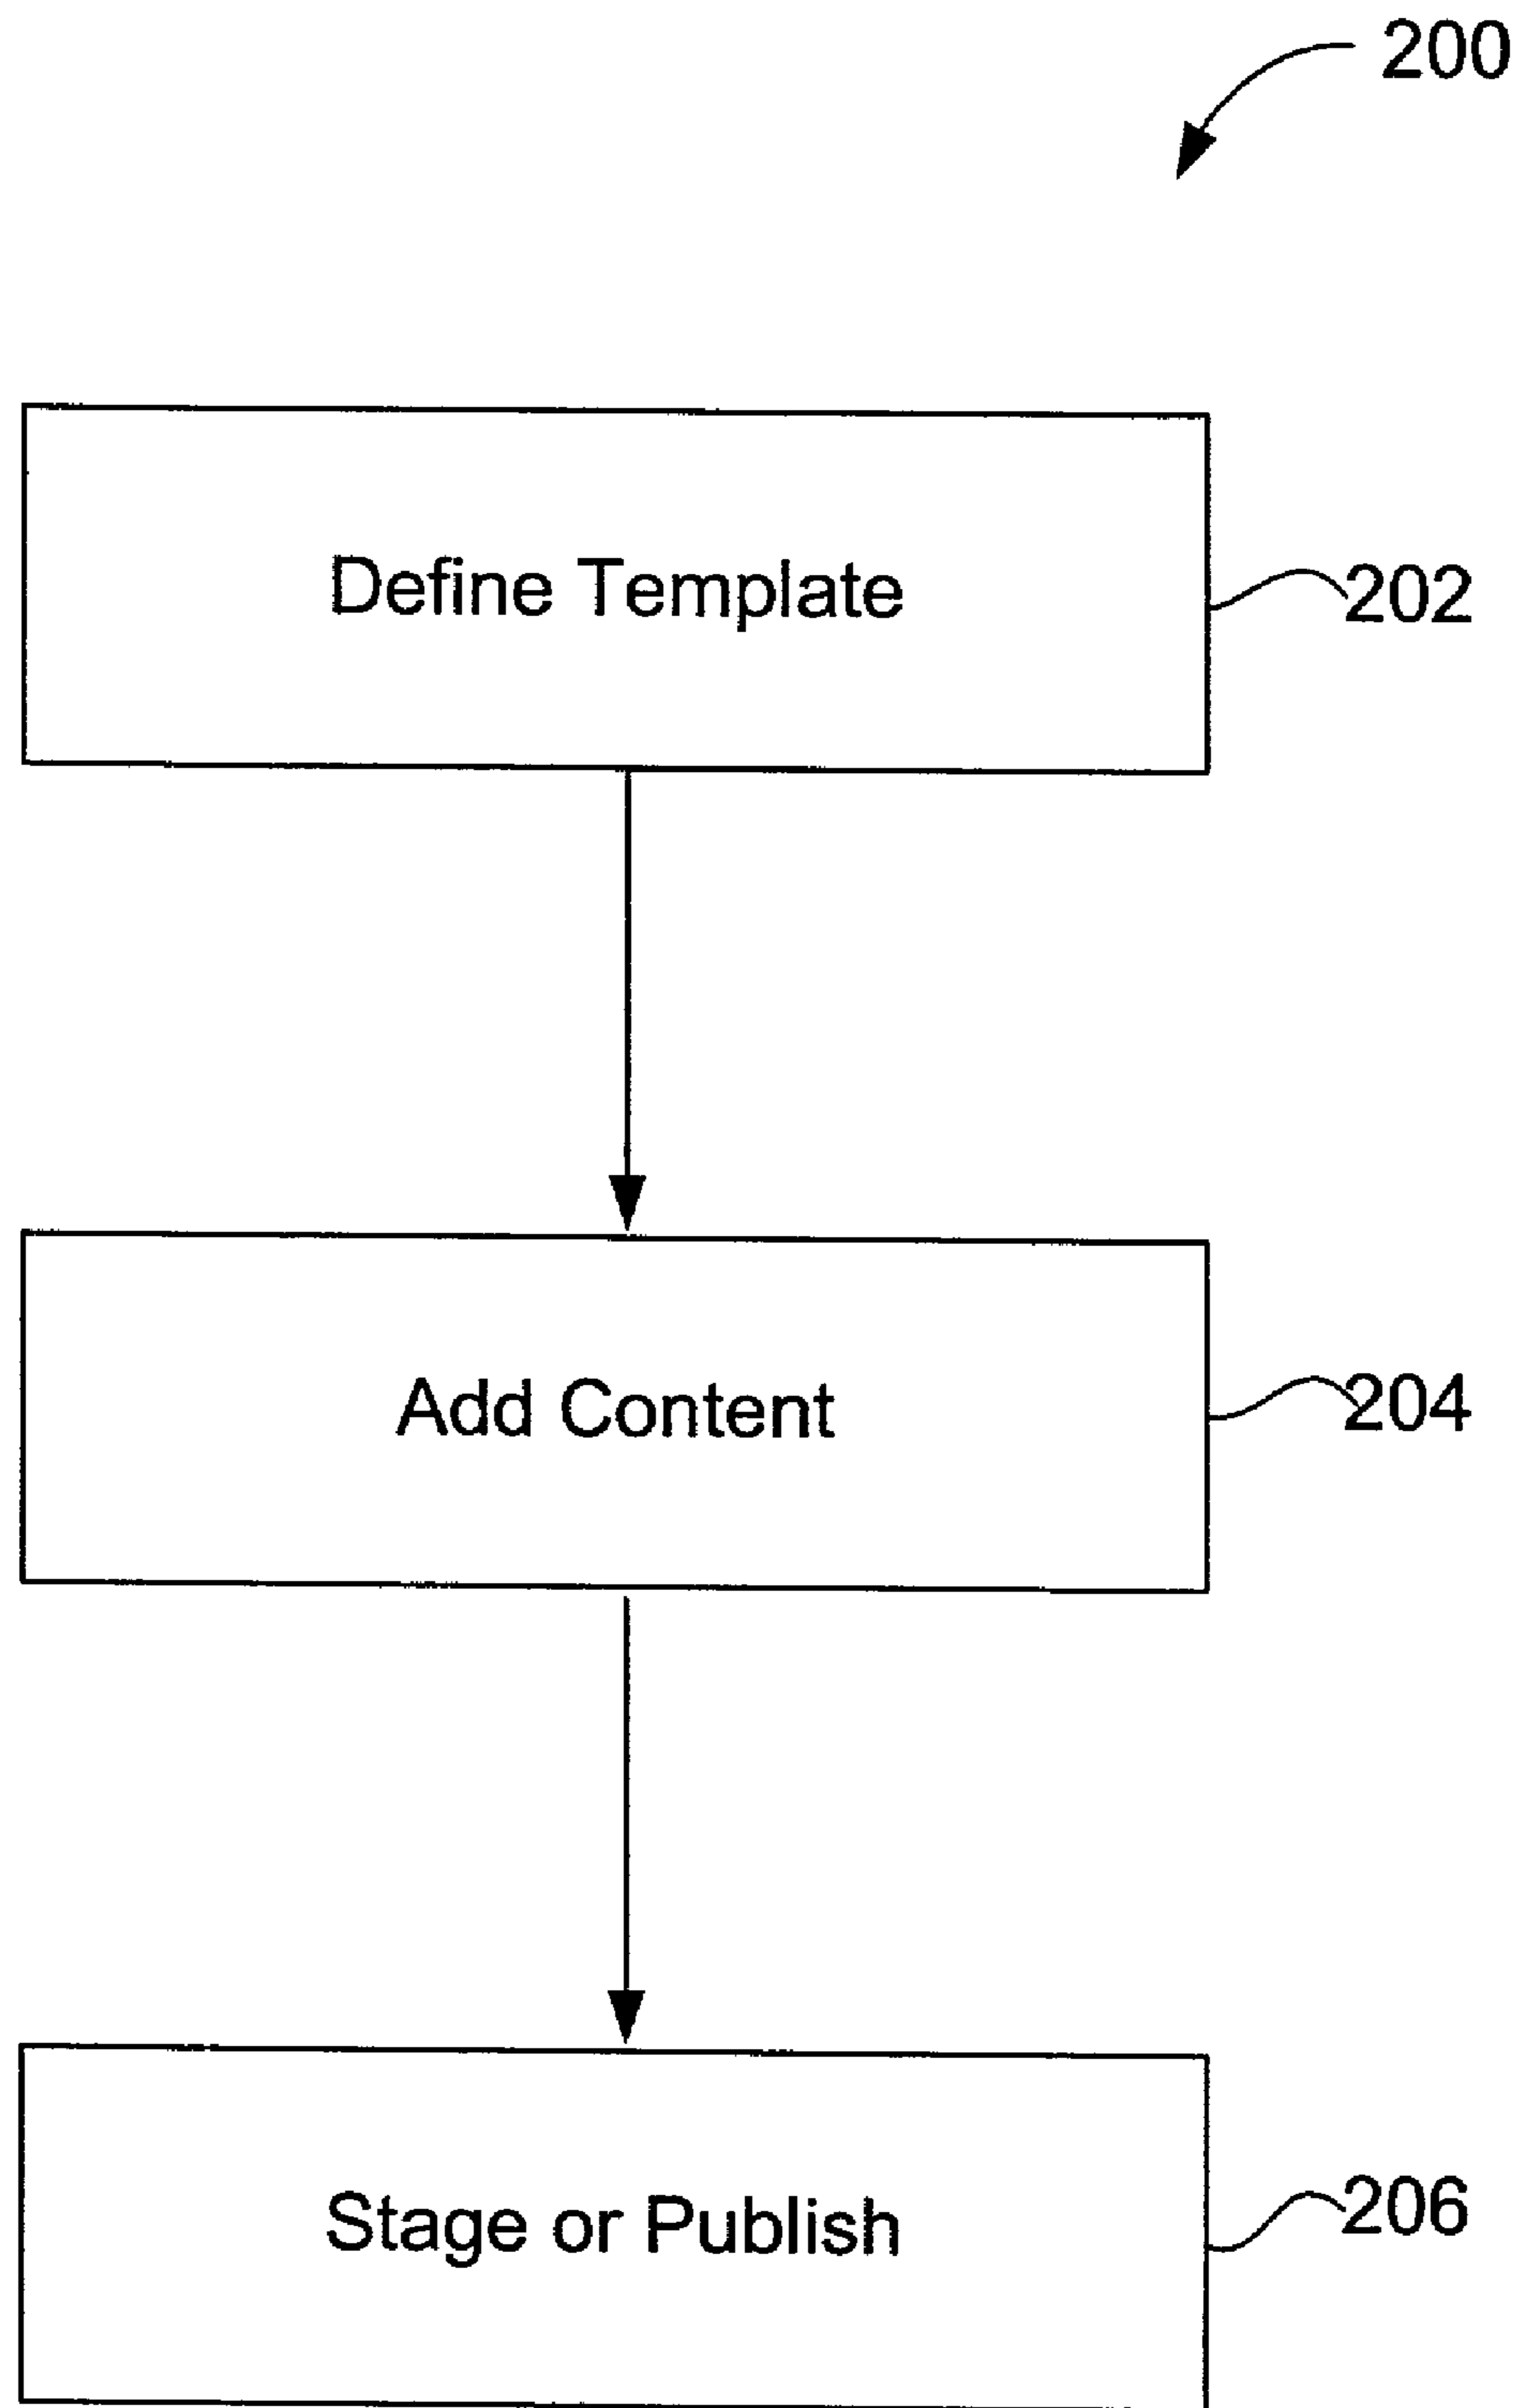 200
Define Template
202
Add Content
204
Stage or Publish
206